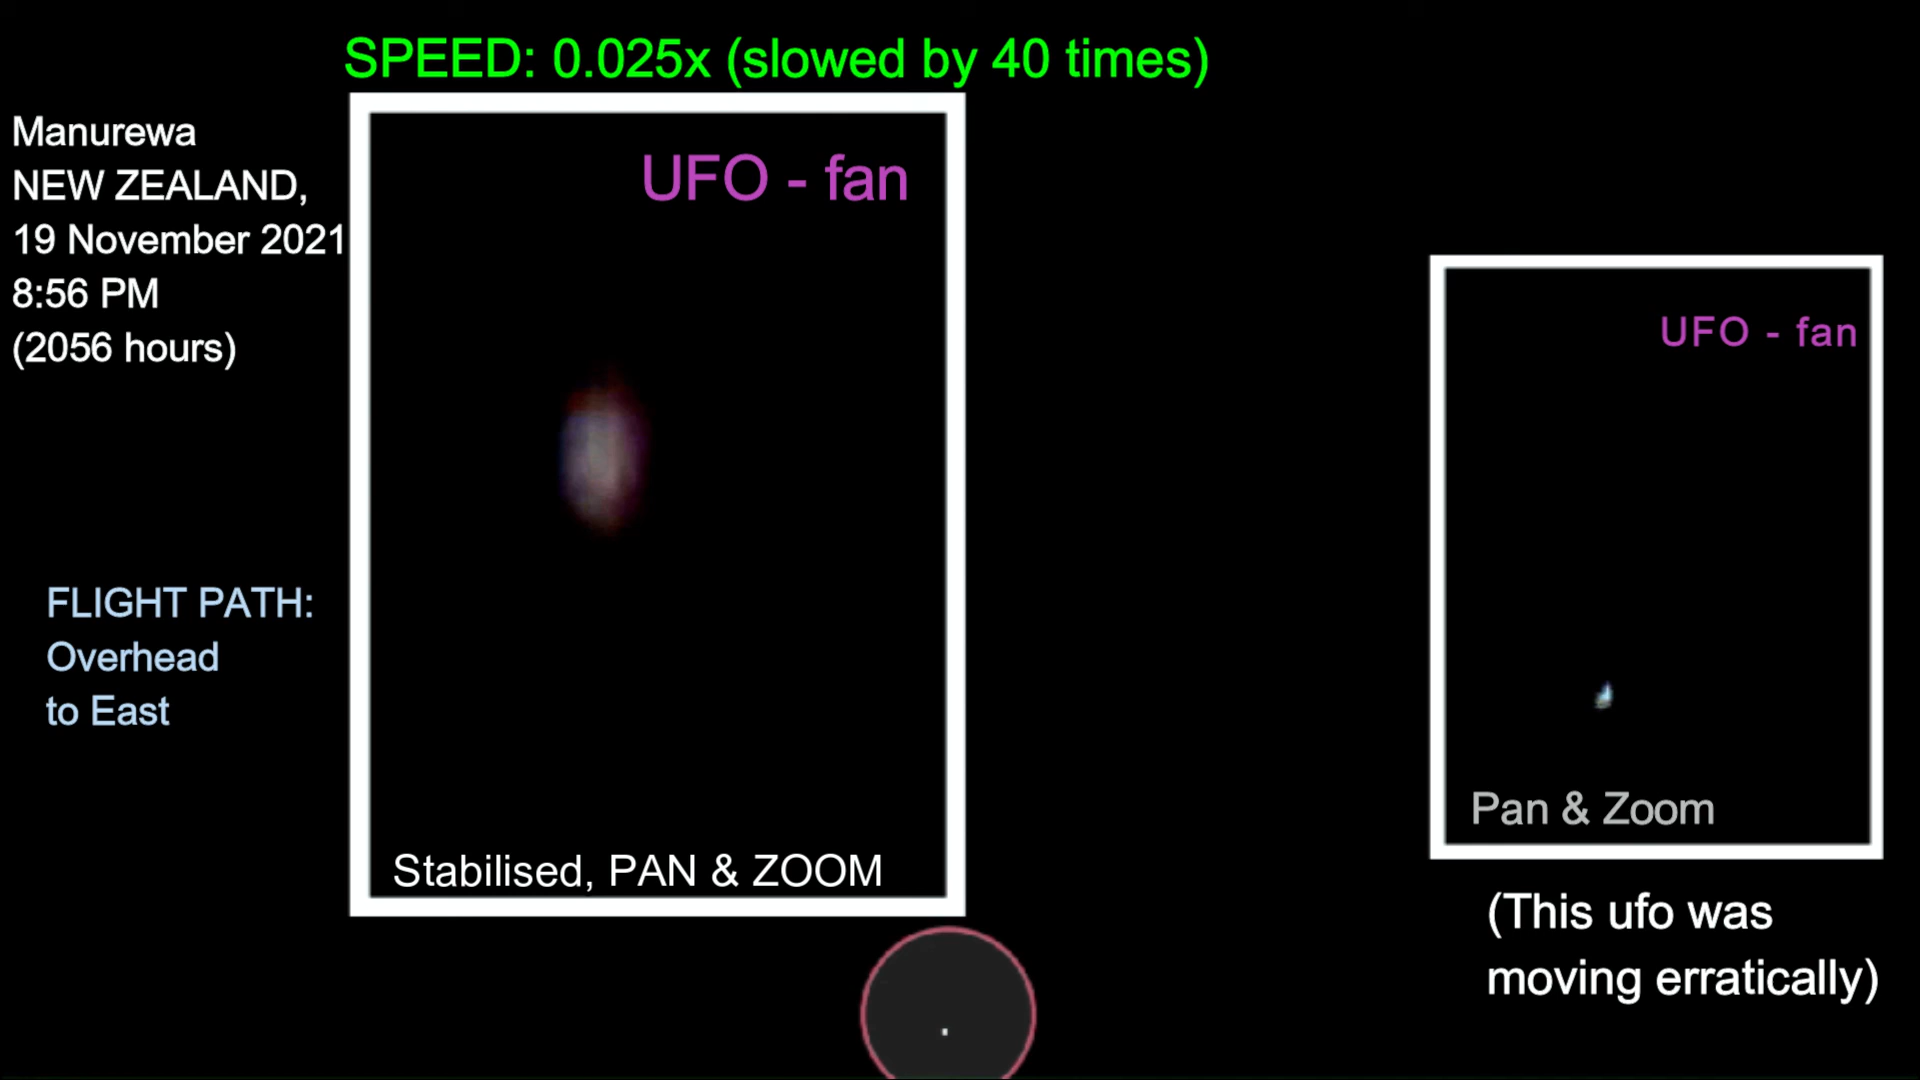 SPEED: 0.025x (slowed by 40 times)
Manurewa
NEW ZEALAND,
19 November 2021
8:56 PM
(2056 hours)
FLIGHT PATH:
Overhead
to East
UFO - fan
Stabilised, PAN & ZOOM
UFO - fan
Pan & Zoom
(This ufo was
moving erratically)